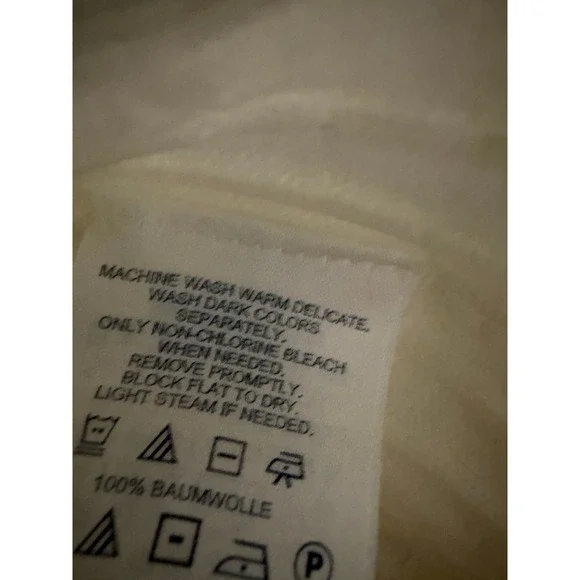 MACHINE WASH WARM DELICATE.
WASH DARK COLORS
SEPARATELY.
ONLY NON-CHLORINE BLEACH
WHEN NEEDED.
REMOVE PROMPTLY.
BLOCK FLAT TO DRY.
LIGHT STEAM IF NEEDED.
100% BAUMWOLLE
P